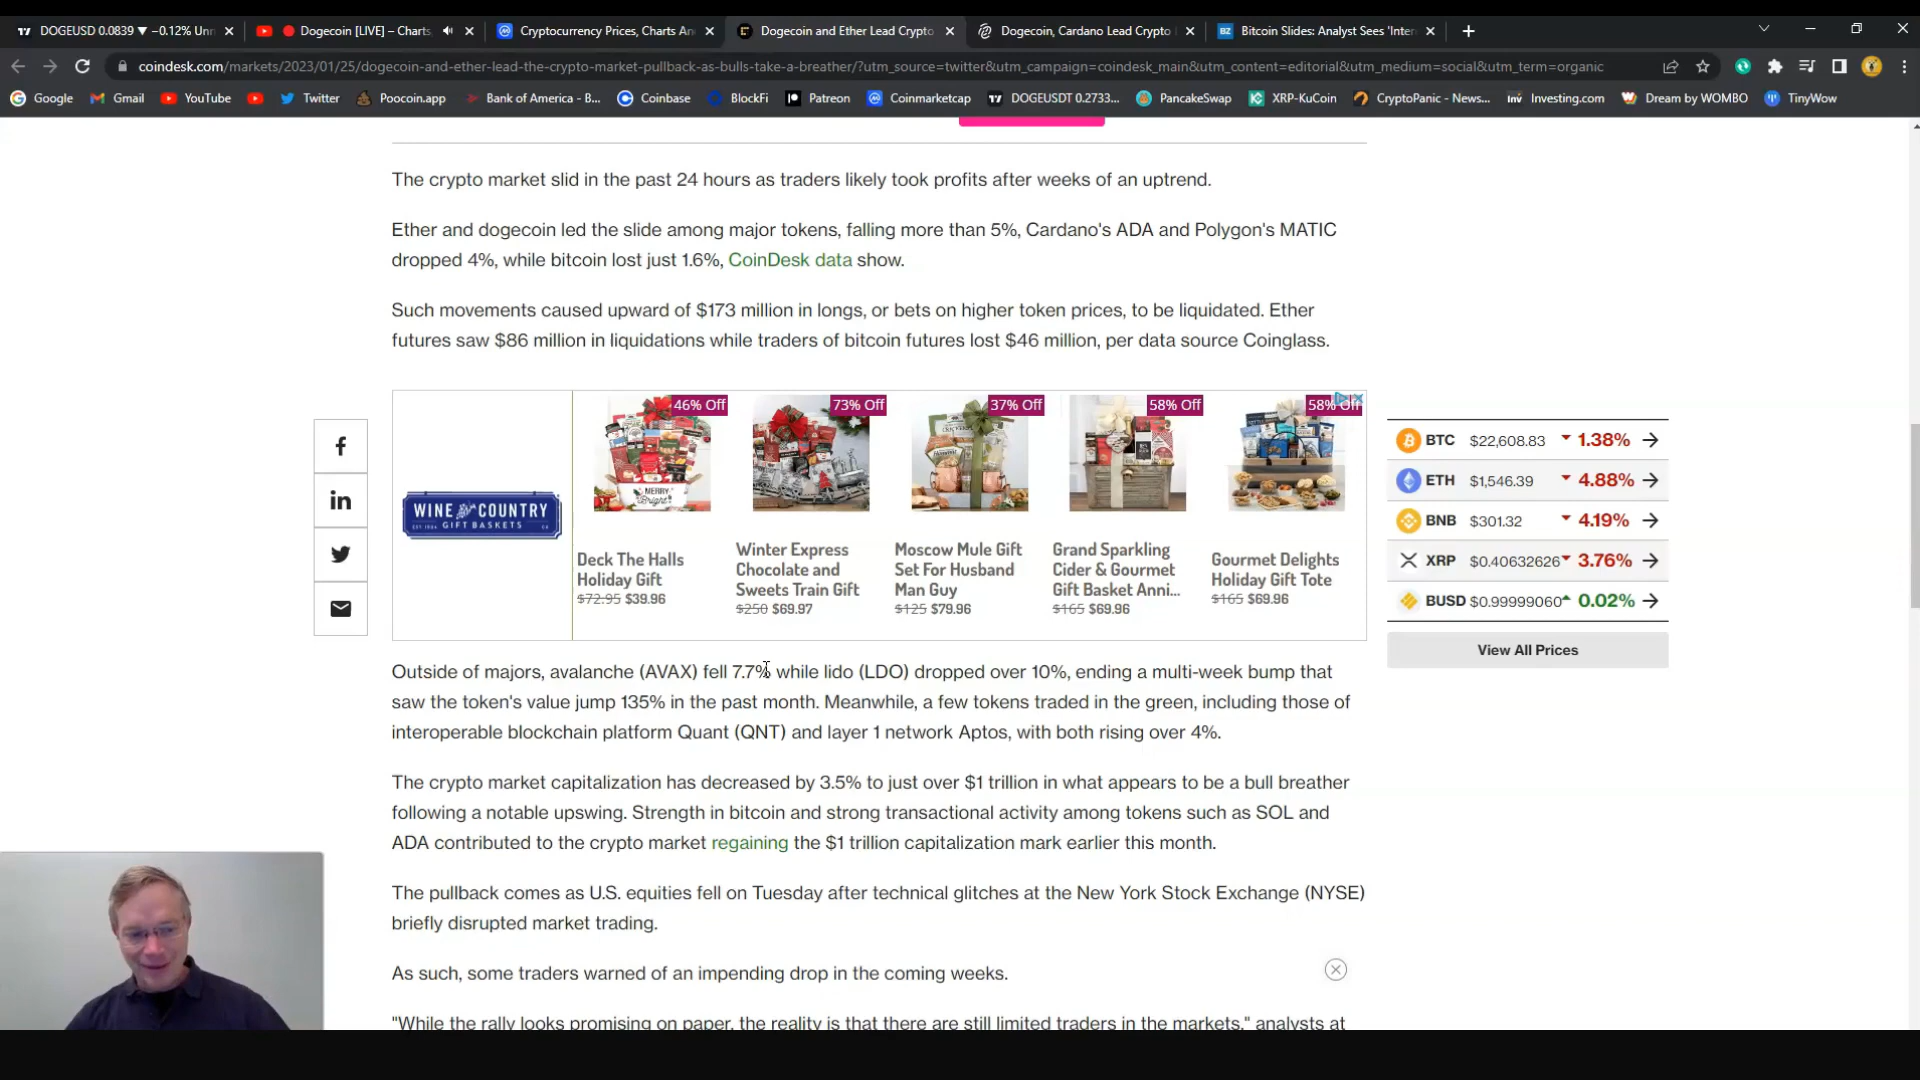 DOGEUSD 0.0839 ▼ −0.12% Unn
Dogecoin [LIVE] – Charts
Cryptocurrency Prices, Charts An
Dogecoin and Ether Lead Crypto
Dogecoin, Cardano Lead Crypto
BZ Bitcoin Slides: Analyst Sees 'Inter
coindesk.com/markets/2023/01/25/dogecoin-and-ether-lead-the-crypto-market-pullback-as-bulls-take-a-breather/?utm_source=twitter&utm_campaign=coindesk_main&utm_content=editorial&utm_medium=social&utm_term=organic
Google Gmail YouTube Twitter Poocoin.app Bank of America - B... Coinbase BlockFi Patreon Coinmarketcap DOGEUSDT 0.2733... PancakeSwap XRP-KuCoin CryptoPanic - News... inv Investing.com Dream by WOMBO TinyWow
The crypto market slid in the past 24 hours as traders likely took profits after weeks of an uptrend.
Ether and dogecoin led the slide among major tokens, falling more than 5%, Cardano's ADA and Polygon's MATIC
dropped 4%, while bitcoin lost just 1.6%, CoinDesk data show.
Such movements caused upward of $173 million in longs, or bets on higher token prices, to be liquidated. Ether
futures saw $86 million in liquidations while traders of bitcoin futures lost $46 million, per data source Coinglass.
WINE COUNTRY
GIFT BASKETS
46% Off
Deck The Halls
Holiday Gift
$72.95 $39.96
73% Off
Winter Express
Chocolate and
Sweets Train Gift
$250 $69.97
37% Off
Moscow Mule Gift
Set For Husband
Man Guy
$125 $79.96
58% Off
Grand Sparkling
Cider & Gourmet
Gift Basket Anni...
$165 $69.96
58% Off
Gourmet Delights
Holiday Gift Tote
$165 $69.96
BTC $22,608.83 1.38%
ETH $1,546.39 4.88%
BNB $301.32 4.19%
XRP $0.40632626 3.76%
BUSD $0.99999060 0.02%
View All Prices
Outside of majors, avalanche (AVAX) fell 7.7% while lido (LDO) dropped over 10%, ending a multi-week bump that
saw the token's value jump 135% in the past month. Meanwhile, a few tokens traded in the green, including those of
interoperable blockchain platform Quant (QNT) and layer 1 network Aptos, with both rising over 4%.
The crypto market capitalization has decreased by 3.5% to just over $1 trillion in what appears to be a bull breather
following a notable upswing. Strength in bitcoin and strong transactional activity among tokens such as SOL and
ADA contributed to the crypto market regaining the $1 trillion capitalization mark earlier this month.
The pullback comes as U.S. equities fell on Tuesday after technical glitches at the New York Stock Exchange (NYSE)
briefly disrupted market trading.
As such, some traders warned of an impending drop in the coming weeks.
"While the rally looks promising on paper, the reality is that there are still limited traders in the markets," analysts at